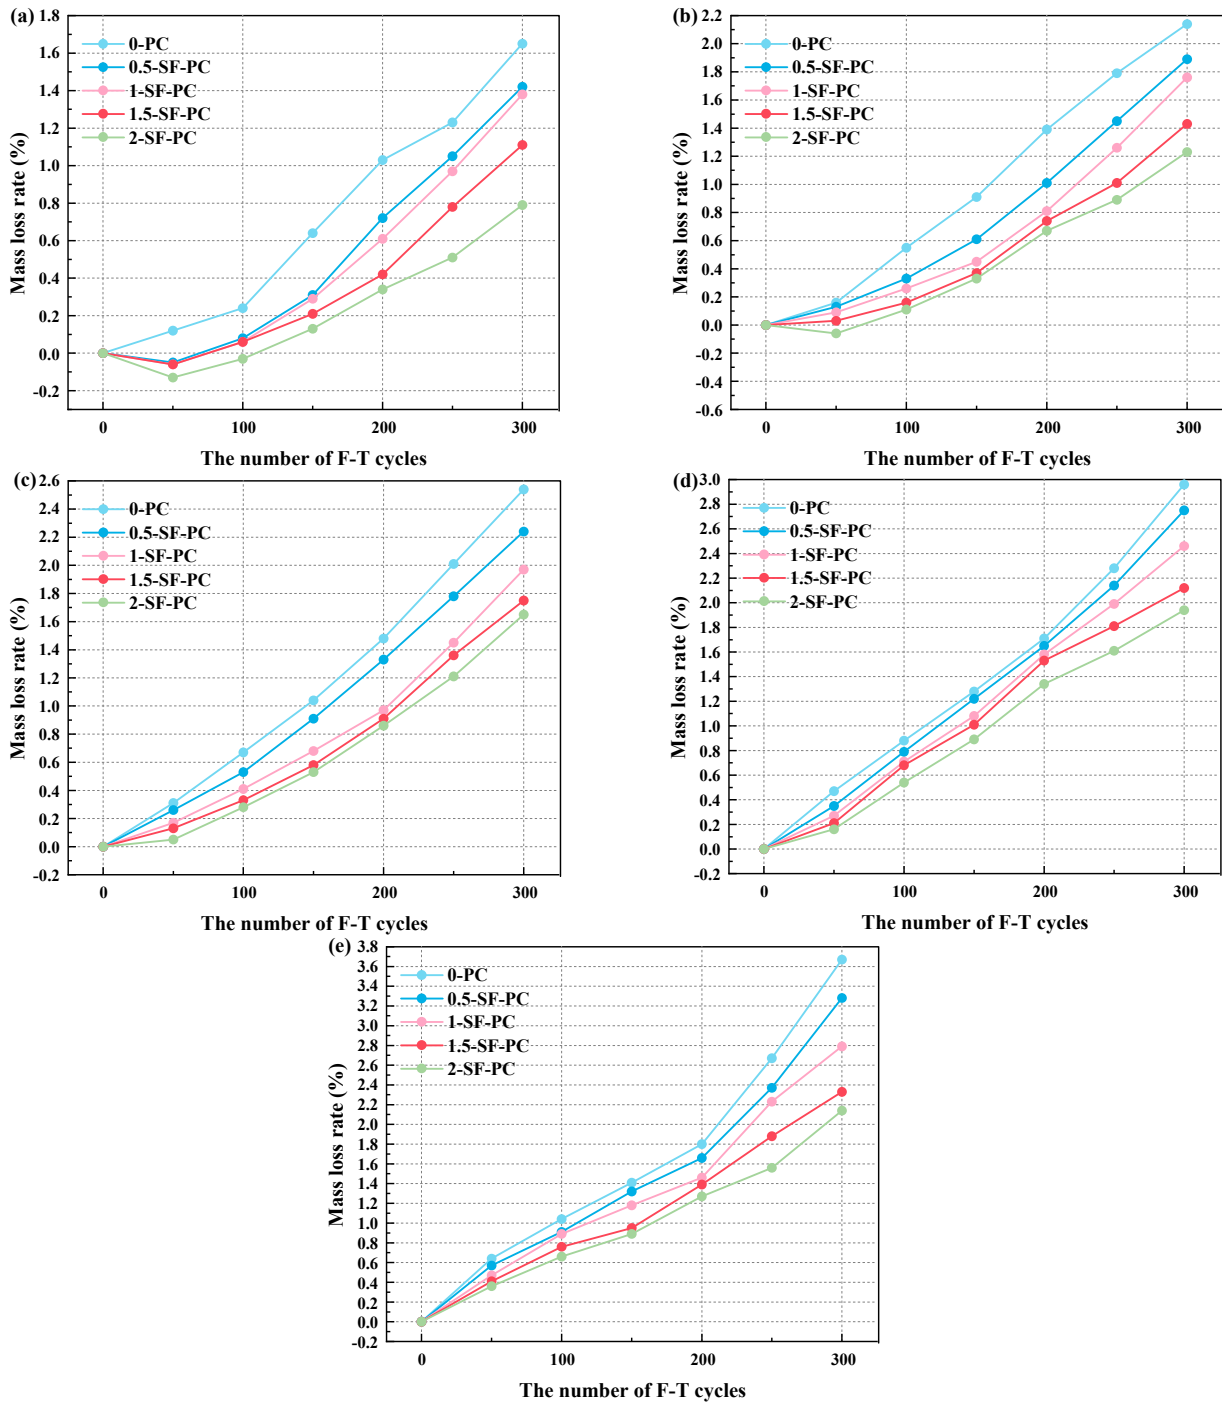 (a)
1.8
1.6
1.4
1.2
1.0
0.8
0.6
0.4
0.2
0.0
-0.2
Mass loss rate (%)
0-PC
0.5-SF-PC
1-SF-PC
1.5-SF-PC
2-SF-PC
0 100 200 300
The number of F-T cycles
(b)
2.2
2.0
1.8
1.6
1.4
1.2
1.0
0.8
0.6
0.4
0.2
0.0
-0.2
-0.4
-0.6
Mass loss rate (%)
0-PC
0.5-SF-PC
1-SF-PC
1.5-SF-PC
2-SF-PC
0 100 200 300
The number of F-T cycles
(c)
2.6
2.4
2.2
2.0
1.8
1.6
1.4
1.2
1.0
0.8
0.6
0.4
0.2
0.0
-0.2
Mass loss rate (%)
0-PC
0.5-SF-PC
1-SF-PC
1.5-SF-PC
2-SF-PC
0 100 200 300
The number of F-T cycles
(d)
3.0
2.8
2.6
2.4
2.2
2.0
1.8
1.6
1.4
1.2
1.0
0.8
0.6
0.4
0.2
0.0
-0.2
Mass loss rate (%)
0-PC
0.5-SF-PC
1-SF-PC
1.5-SF-PC
2-SF-PC
0 100 200 300
The number of F-T cycles
(e)
3.8
3.6
3.4
3.2
3.0
2.8
2.6
2.4
2.2
2.0
1.8
1.6
1.4
1.2
1.0
0.8
0.6
0.4
0.2
0.0
-0.2
Mass loss rate (%)
0-PC
0.5-SF-PC
1-SF-PC
1.5-SF-PC
2-SF-PC
0 100 200 300
The number of F-T cycles